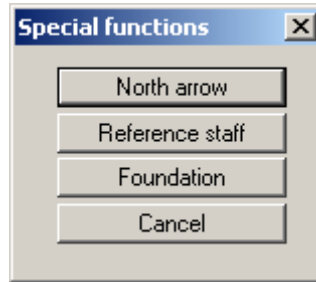 Special functions
North arrow
Reference staff
Foundation
Cancel